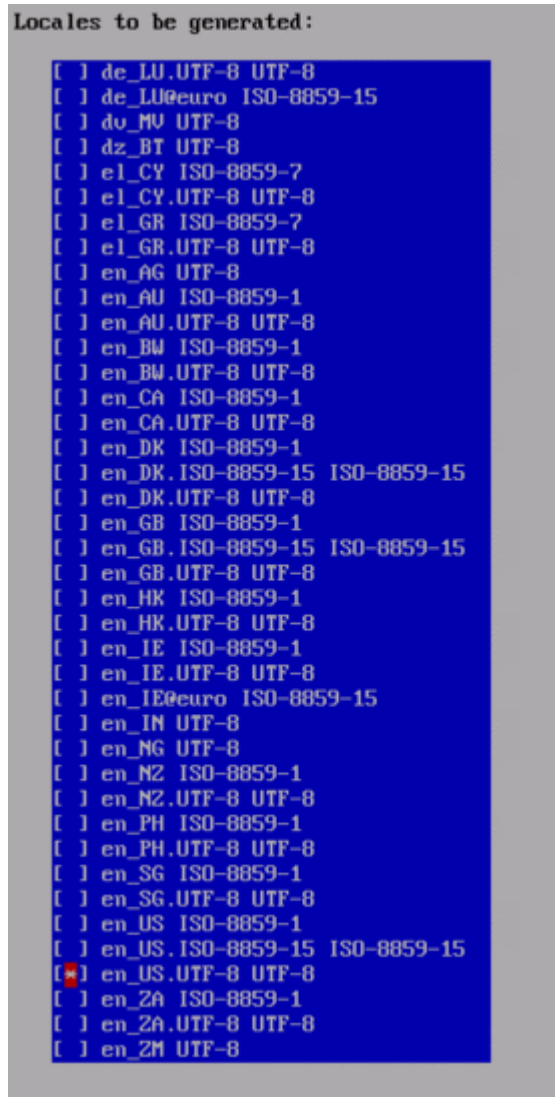 Locales to be generated:
[ ] de_LU.UTF-8 UTF-8
[ ] de_LU@euro ISO-8859-15
[ ] dv_MV UTF-8
[ ] dz_BT UTF-8
[ ] el_CY ISO-8859-7
[ ] el_CY.UTF-8 UTF-8
[ ] el_GR ISO-8859-7
[ ] el_GR.UTF-8 UTF-8
[ ] en_AG UTF-8
[ ] en_AU ISO-8859-1
[ ] en_AU.UTF-8 UTF-8
[ ] en_BW ISO-8859-1
[ ] en_BW.UTF-8 UTF-8
[ ] en_CA ISO-8859-1
[ ] en_CA.UTF-8 UTF-8
[ ] en_DK ISO-8859-1
[ ] en_DK.ISO-8859-15 ISO-8859-15
[ ] en_DK.UTF-8 UTF-8
[ ] en_GB ISO-8859-1
[ ] en_GB.ISO-8859-15 ISO-8859-15
[ ] en_GB.UTF-8 UTF-8
[ ] en_HK ISO-8859-1
[ ] en_HK.UTF-8 UTF-8
[ ] en_IE ISO-8859-1
[ ] en_IE.UTF-8 UTF-8
[ ] en_IE@euro ISO-8859-15
[ ] en_IN UTF-8
[ ] en_NG UTF-8
[ ] en_NZ ISO-8859-1
[ ] en_NZ.UTF-8 UTF-8
[ ] en_PH ISO-8859-1
[ ] en_PH.UTF-8 UTF-8
[ ] en_SG ISO-8859-1
[ ] en_SG.UTF-8 UTF-8
[ ] en_US ISO-8859-1
[ ] en_US.ISO-8859-15 ISO-8859-15
[*] en_US.UTF-8 UTF-8
[ ] en_ZA ISO-8859-1
[ ] en_ZA.UTF-8 UTF-8
[ ] en_ZM UTF-8